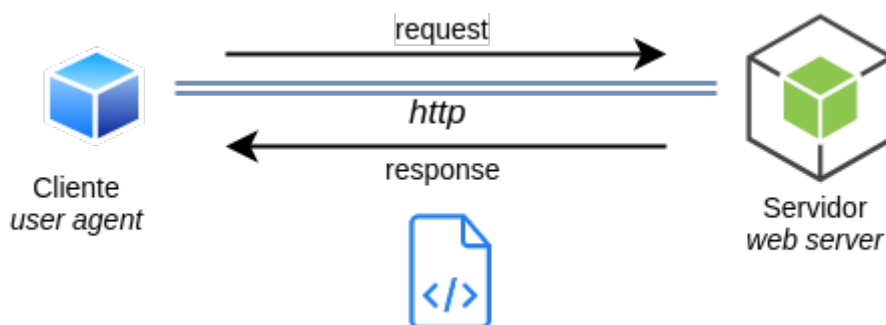 request
http
response
Cliente
user agent
Servidor
web server
</>